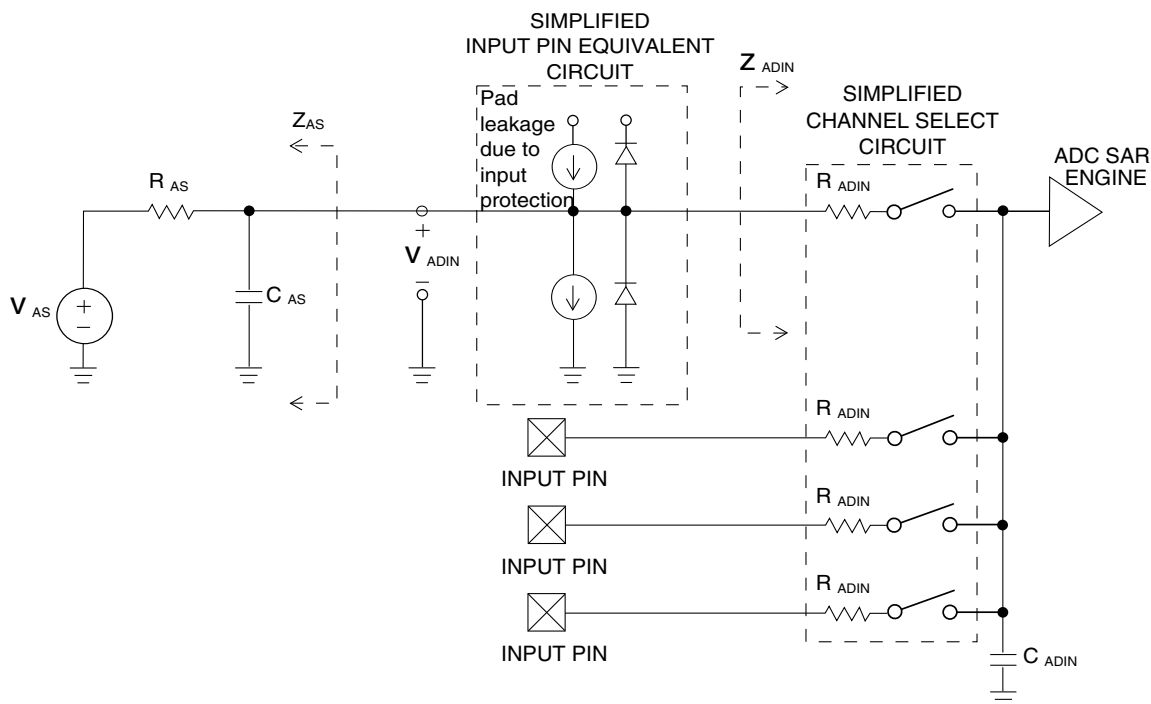 SIMPLIFIED
INPUT PIN EQUIVALENT
CIRCUIT
Pad
leakage
due to
input
protection
Z ADIN
SIMPLIFIED
CHANNEL SELECT
CIRCUIT
ADC SAR
ENGINE
ZAS
R AS
R ADIN
+
V ADIN
–
V AS
+
–
C AS
R ADIN
INPUT PIN
R ADIN
INPUT PIN
R ADIN
INPUT PIN
C ADIN